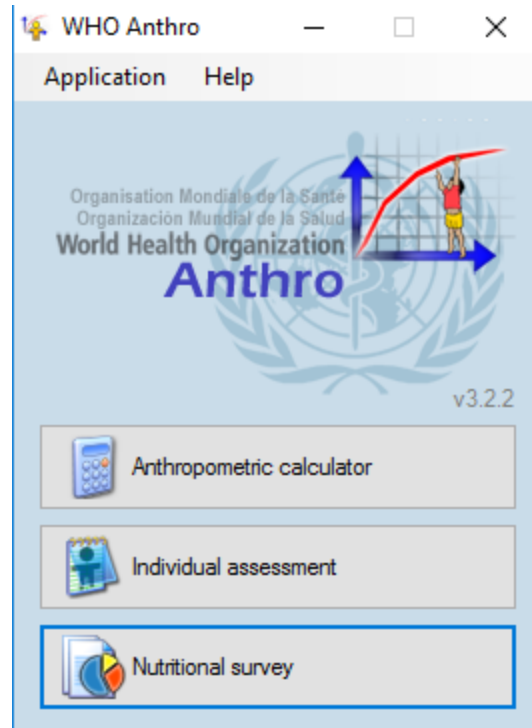 WHO Anthro
Application Help
Organisation Mondiale de la Santé
Organización Mundial de la Salud
World Health Organization
Anthro
v3.2.2
Anthropometric calculator
Individual assessment
Nutritional survey